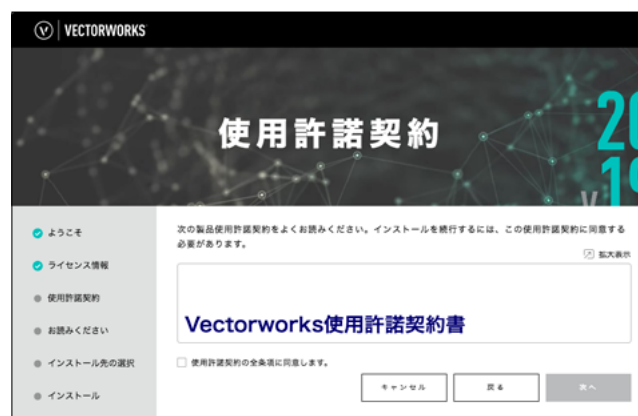 VECTORWORKS
使用許諾契約
20
19
v
ようこそ
ライセンス情報
使用許諾契約
お読みください
インストール先の選択
インストール
次の製品使用許諾契約をよくお読みください。インストールを続行するには、この使用許諾契約に同意する
必要があります。
拡大表示
Vectorworks使用許諾契約書
使用許諾契約の全条項に同意します。
キャンセル
戻る
次へ